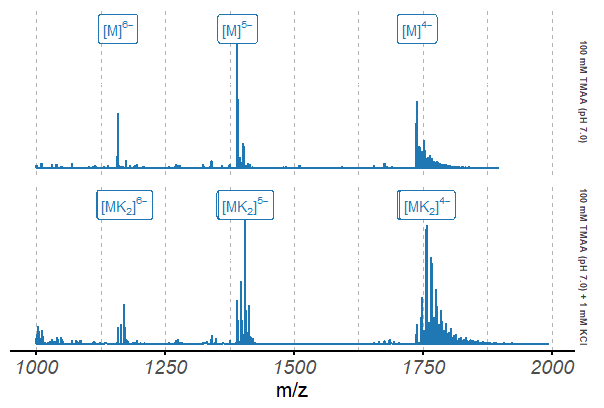 [M]⁶⁻ [M]⁵⁻ [M]⁴⁻
100 mM TMAA (pH 7.0)
[MK₂]⁶⁻ [MK₂]⁵⁻ [MK₂]⁴⁻
100 mM TMAA (pH 7.0) + 1 mM KCl
1000 1250 1500 1750 2000
m/z